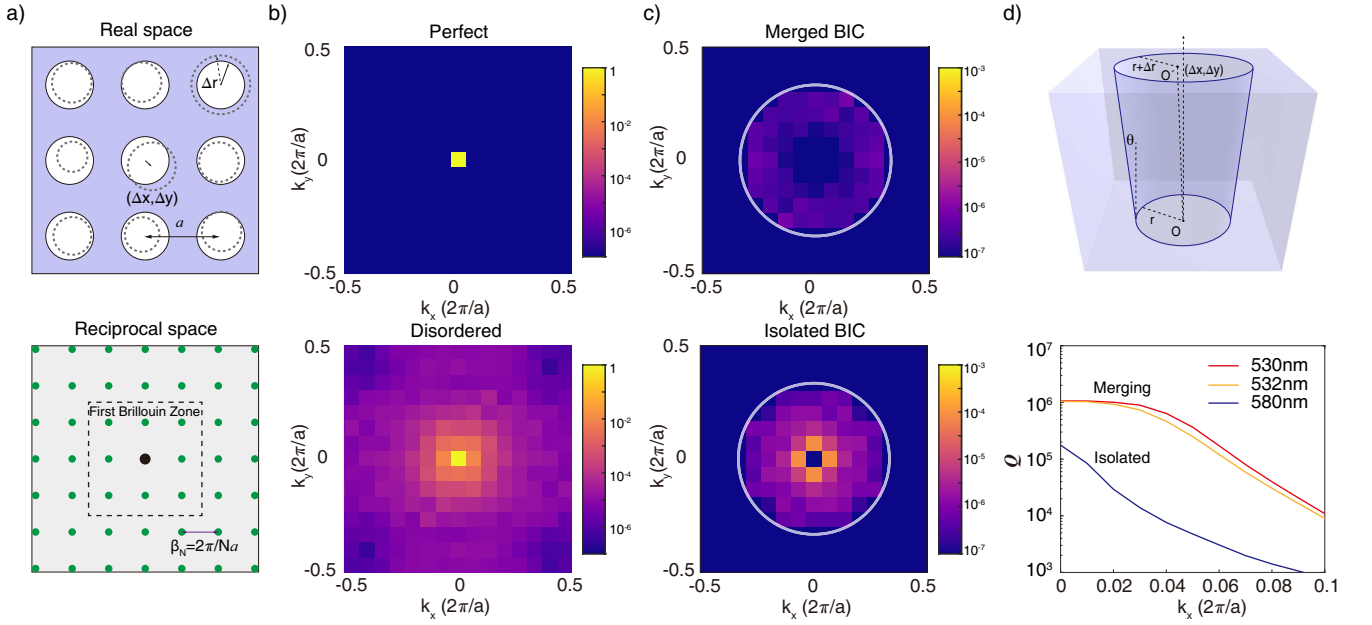 a)
Real space
Δr
(Δx,Δy)
a
Reciprocal space
First Brillouin Zone
β_N=2π/Na
b)
Perfect
0.5
0
-0.5
k_y(2π/a)
-0.5
0
0.5
k_x (2π/a)
1
10^-2
10^-4
10^-6
Disordered
0.5
0
-0.5
k_y(2π/a)
-0.5
0
0.5
k_x (2π/a)
1
10^-2
10^-4
10^-6
c)
Merged BIC
0.5
0
-0.5
k_y(2π/a)
-0.5
0
0.5
k_x (2π/a)
10^-3
10^-4
10^-5
10^-6
10^-7
Isolated BIC
0.5
0
-0.5
k_y(2π/a)
-0.5
0
0.5
k_x (2π/a)
10^-3
10^-4
10^-5
10^-6
10^-7
d)
r+Δr
O'
(Δx,Δy)
θ
r
O
10^7
10^6
10^5
10^4
10^3
Q
530nm
532nm
580nm
Merging
Isolated
0
0.02
0.04
0.06
0.08
0.1
k_x (2π/a)